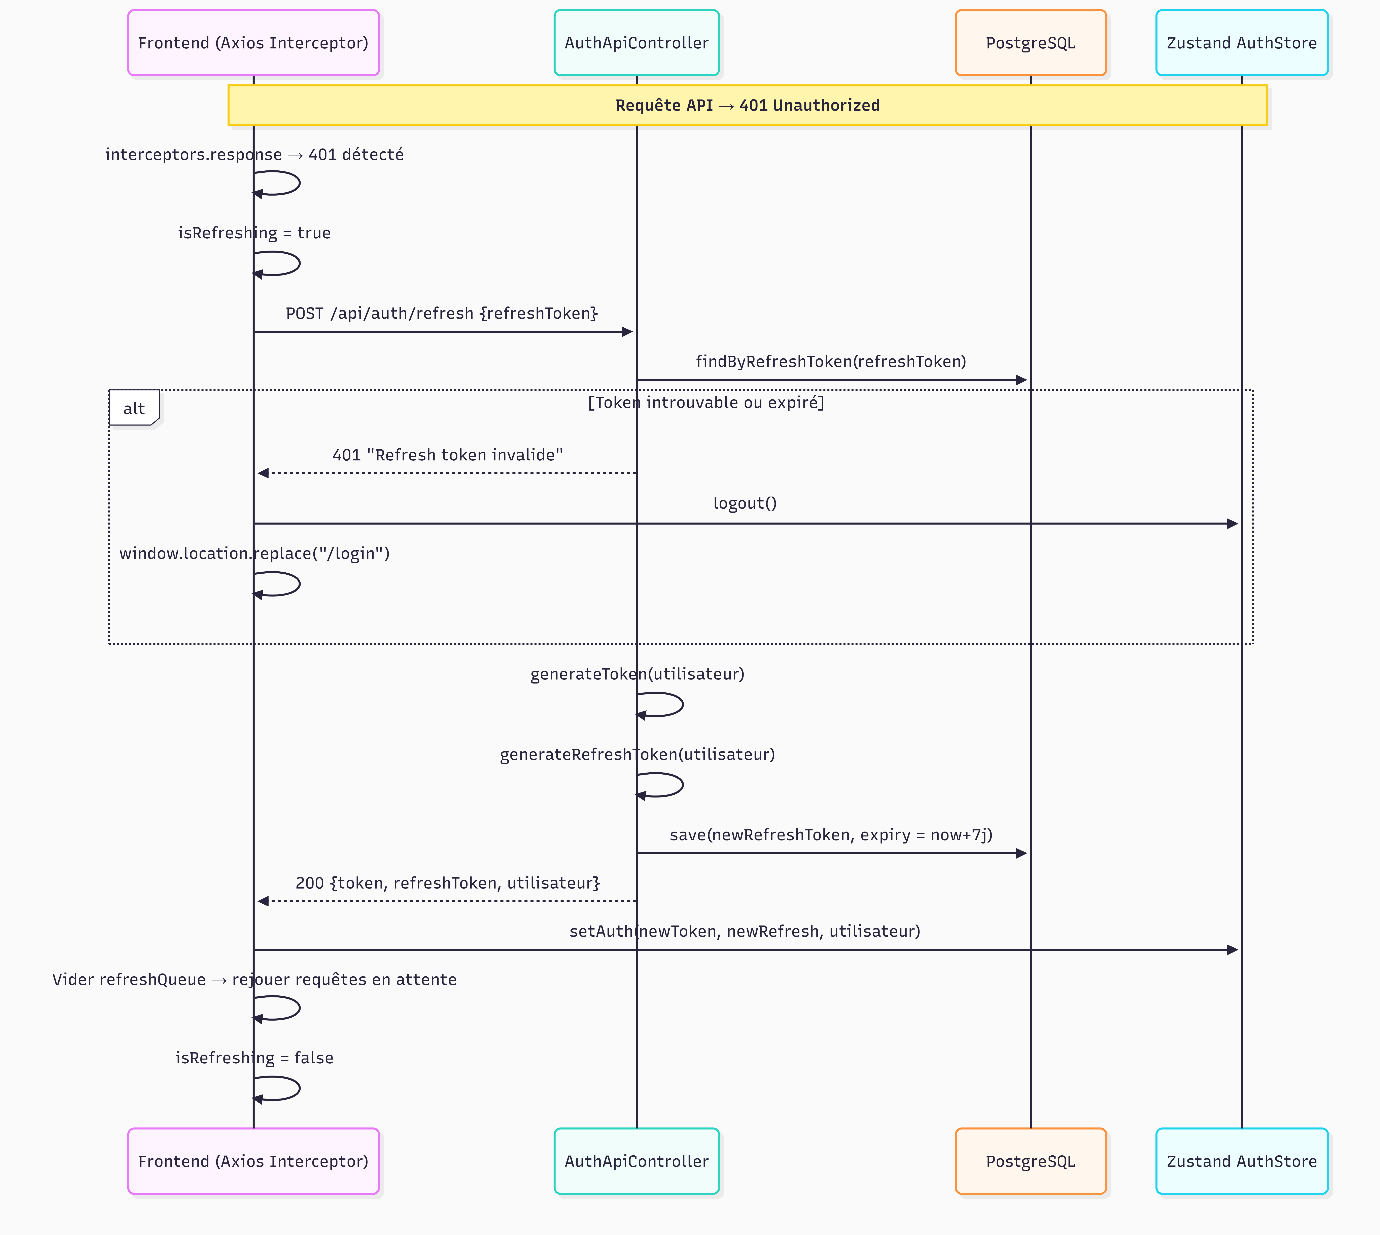 Frontend (Axios Interceptor)
AuthApiController
PostgreSQL
Zustand AuthStore
Requête API → 401 Unauthorized
interceptors.response → 401 détecté
isRefreshing = true
POST /api/auth/refresh {refreshToken}
findByRefreshToken(refreshToken)
alt
[Token introuvable ou expiré]
401 "Refresh token invalide"
logout()
window.location.replace("/login")
generateToken(utilisateur)
generateRefreshToken(utilisateur)
save(newRefreshToken, expiry = now+7j)
200 {token, refreshToken, utilisateur}
setAuth(newToken, newRefresh, utilisateur)
Vider refreshQueue → rejouer requêtes en attente
isRefreshing = false
Frontend (Axios Interceptor)
AuthApiController
PostgreSQL
Zustand AuthStore